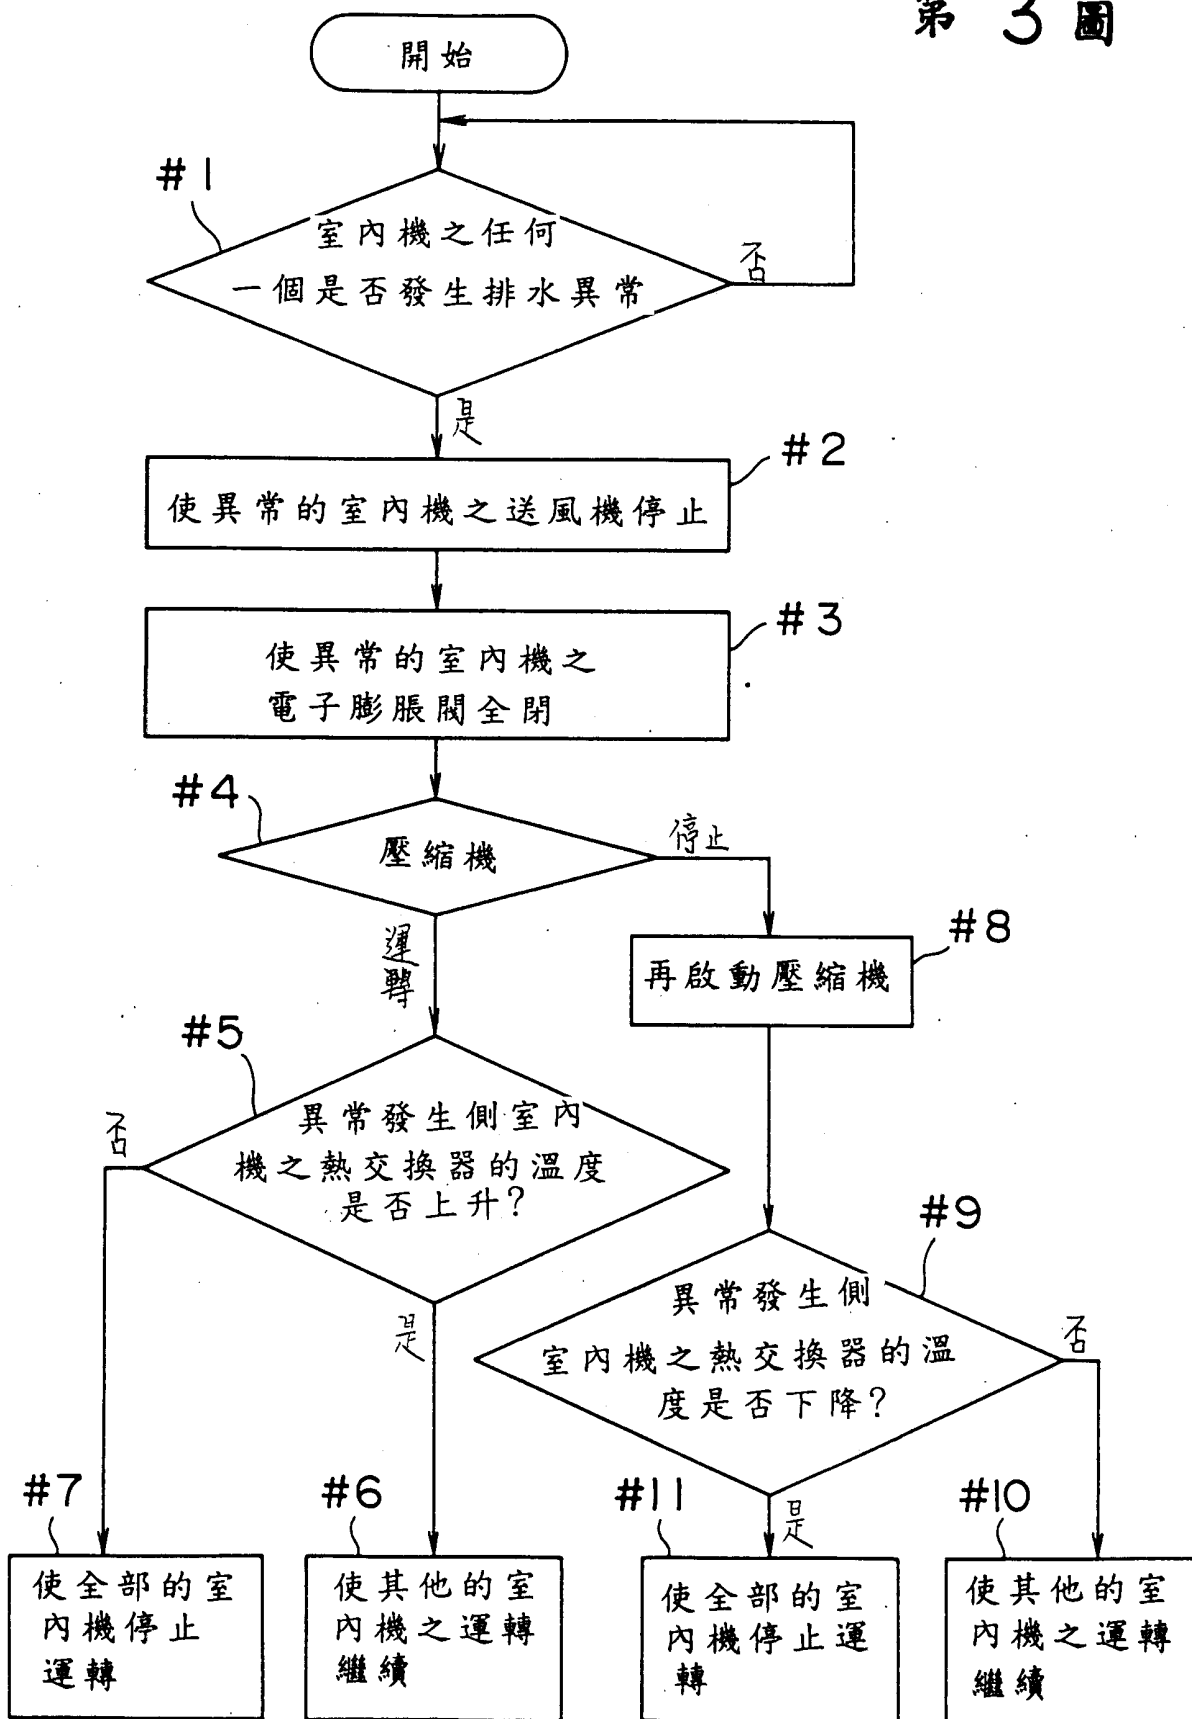 第 3 圖
開始
#1
室內機之任何
一個是否發生排水異常
否
是
#2
使異常的室內機之送風機停止
#3
使異常的室內機之
電子膨脹閥全閉
#4
壓縮機
停止
運轉
#8
再啟動壓縮機
#5
異常發生側室內
機之熱交換器的溫度
是否上升?
否
是
#9
異常發生側
室內機之熱交換器的溫
度是否下降?
否
是
#7
使全部的室
內機停止
運轉
#6
使其他的室
內機之運轉
繼續
#11
使全部的室
內機停止運
轉
#10
使其他的室
內機之運轉
繼續